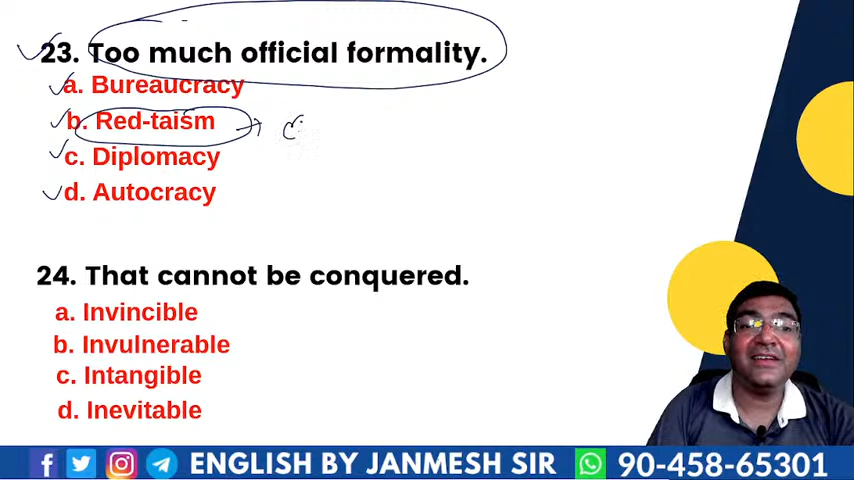 23. Too much official formality.
a. Bureaucracy
b. Red-taism
c. Diplomacy
d. Autocracy
24. That cannot be conquered.
a. Invincible
b. Invulnerable
c. Intangible
d. Inevitable
ENGLISH BY JANMESH SIR 90-458-65301